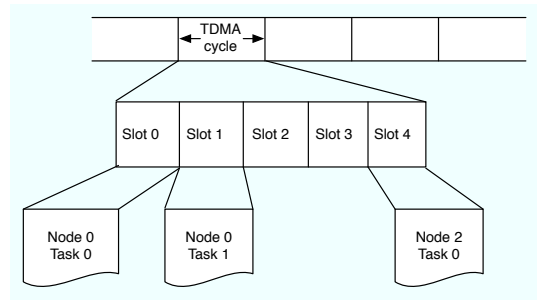 TDMA
cycle
Slot 0 Slot 1 Slot 2 Slot 3 Slot 4
Node 0
Task 0
Node 0
Task 1
Node 2
Task 0